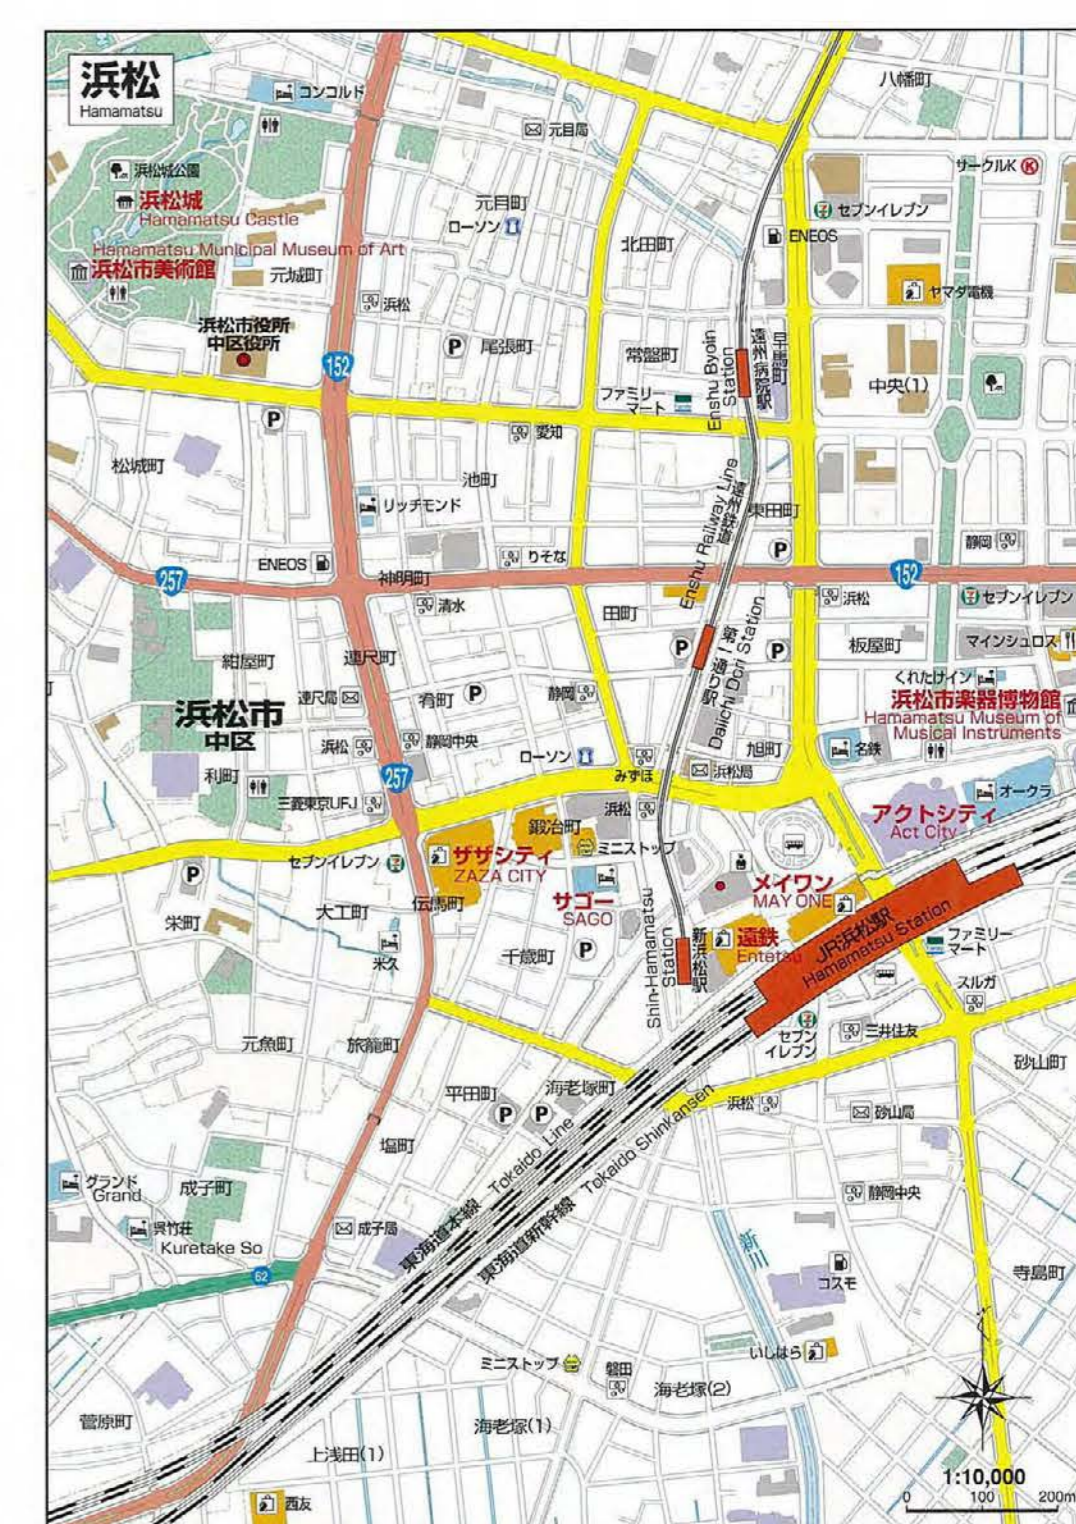 浜松
Hamamatsu
コンコルド
八幡町
元目局
浜松城公園
サークルK
K
浜松城
Hamamatsu Castle
元目町
ローソン
セブンイレブン
ENEOS
北田町
Hamamatsu Municipal Museum of Art
浜松市美術館
元城町
ヤマダ電機
浜松
浜松市役所
中区役所
152
P
尾張町
常盤町
Enshu Byoin
Station
遠州病院駅
早馬町
中央(1)
ファミリー
マート
P
愛知
松城町
池町
リッチモンド
Enshu Railway Line
遠州鉄道
東田町
P
静岡
ENEOS
りそな
257
神明町
152
清水
浜松
セブンイレブン
田町
マインシュロス
板屋町
紺屋町
連尺町
P
第一通り駅
Daiichi Dori Station
P
くれたけイン
連尺局
肴町
P
静岡
浜松市楽器博物館
Hamamatsu Museum of
Musical Instruments
浜松市
中区
浜松
静岡中央
ローソン
旭町
名鉄
利町
257
みずほ
浜松局
オークラ
三菱東京UFJ
浜松
アクトシティ
Act City
鍛冶町
ミニストップ
セブンイレブン
ザザシティ
ZAZA CITY
P
サゴー
SAGO
メイワン
MAY ONE
栄町
大工町
伝馬町
米久
千歳町
P
Shin-Hamamatsu
Station
新浜松駅
遠鉄
Entetsu
JR浜松駅
Hamamatsu Station
ファミリー
マート
スルガ
元魚町
旅籠町
セブン
イレブン
三井住友
砂山町
平田町
海老塚町
P
P
浜松
砂山局
塩町
Tokaido Line
東海道本線
Tokaido Shinkansen
東海道新幹線
グランド
Grand
成子町
静岡中央
呉竹荘
Kuretake So
成子局
新川
62
コスモ
寺島町
いしはら
ミニストップ
磐田
海老塚(2)
菅原町
海老塚(1)
上浅田(1)
西友
1:10,000
0 100 200m